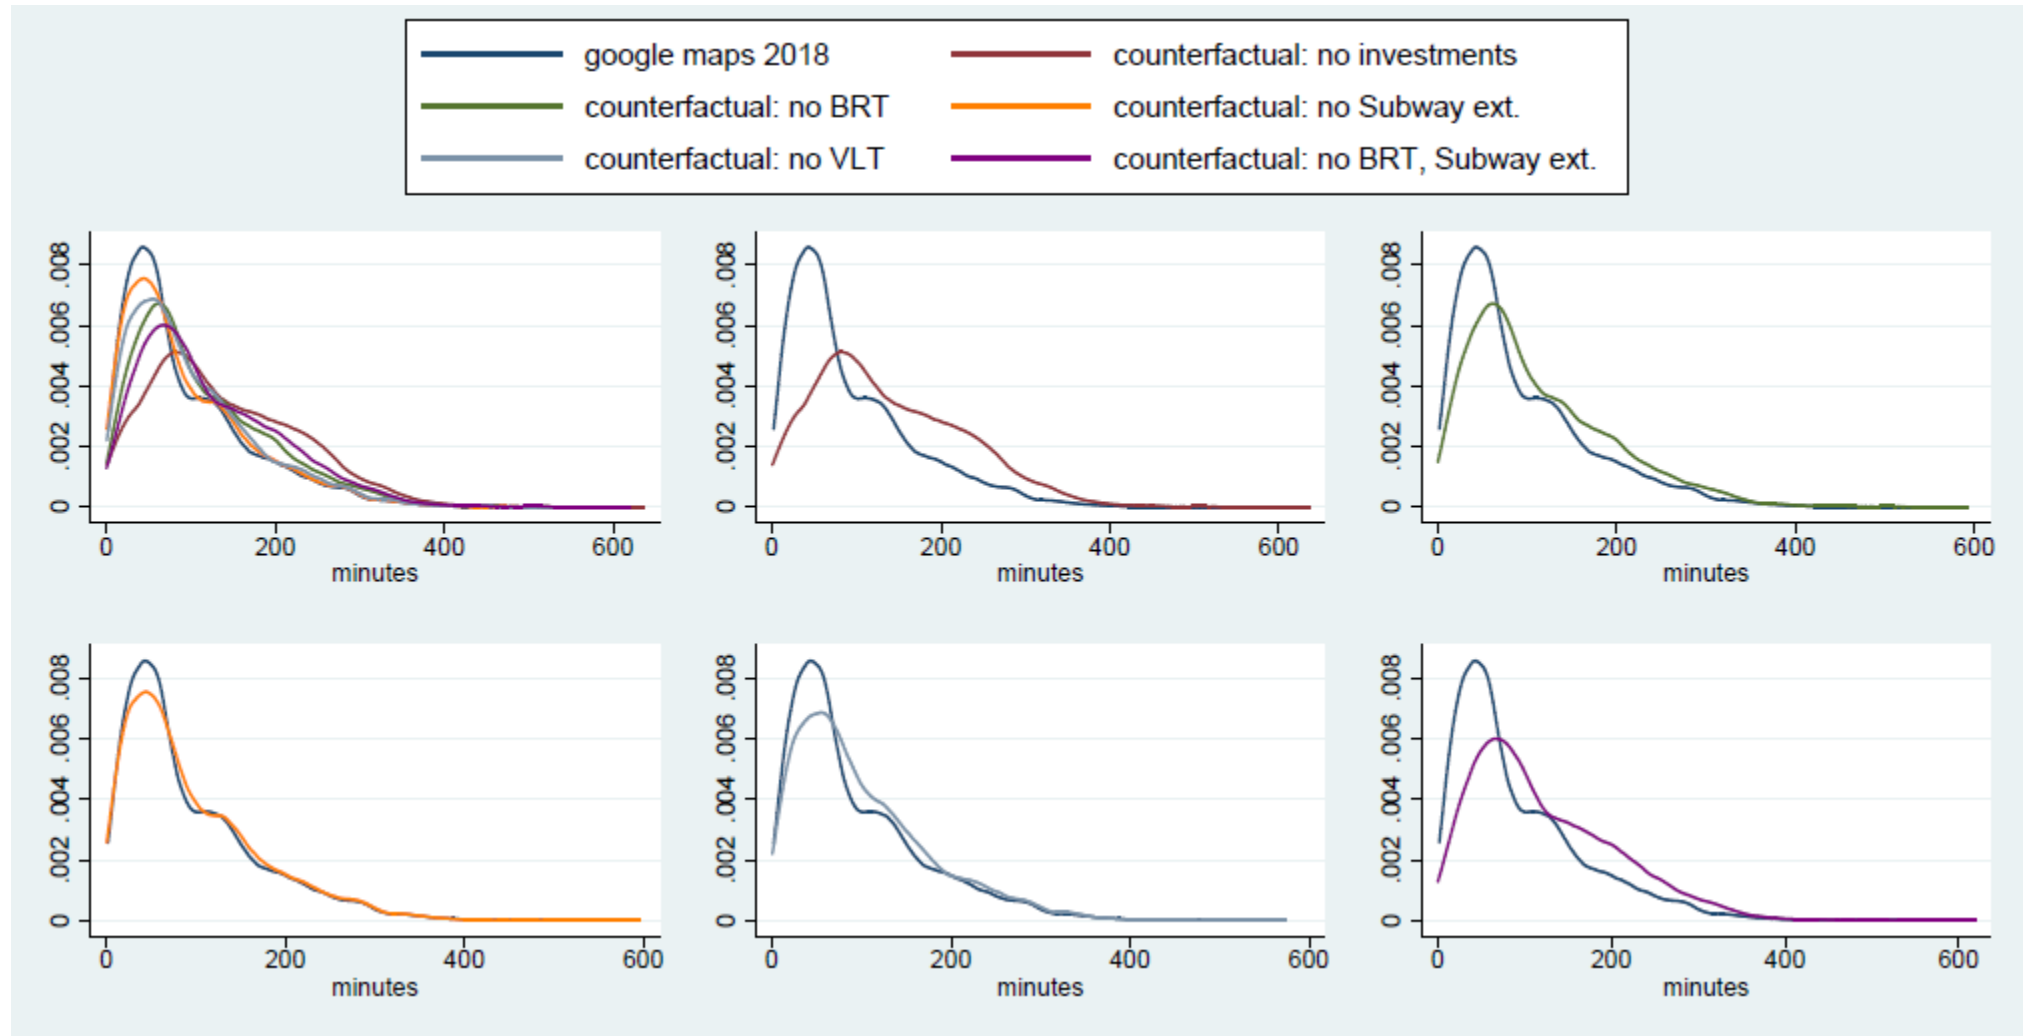 google maps 2018 counterfactual: no investments
counterfactual: no BRT counterfactual: no Subway ext.
counterfactual: no VLT counterfactual: no BRT, Subway ext.
.008 .008 .008
.006 .006 .006
.004 .004 .004
.002 .002 .002
0 0 0
0 200 400 600 0 200 400 600 0 200 400 600
minutes minutes minutes
.008 .008 .008
.006 .006 .006
.004 .004 .004
.002 .002 .002
0 0 0
0 200 400 600 0 200 400 600 0 200 400 600
minutes minutes minutes